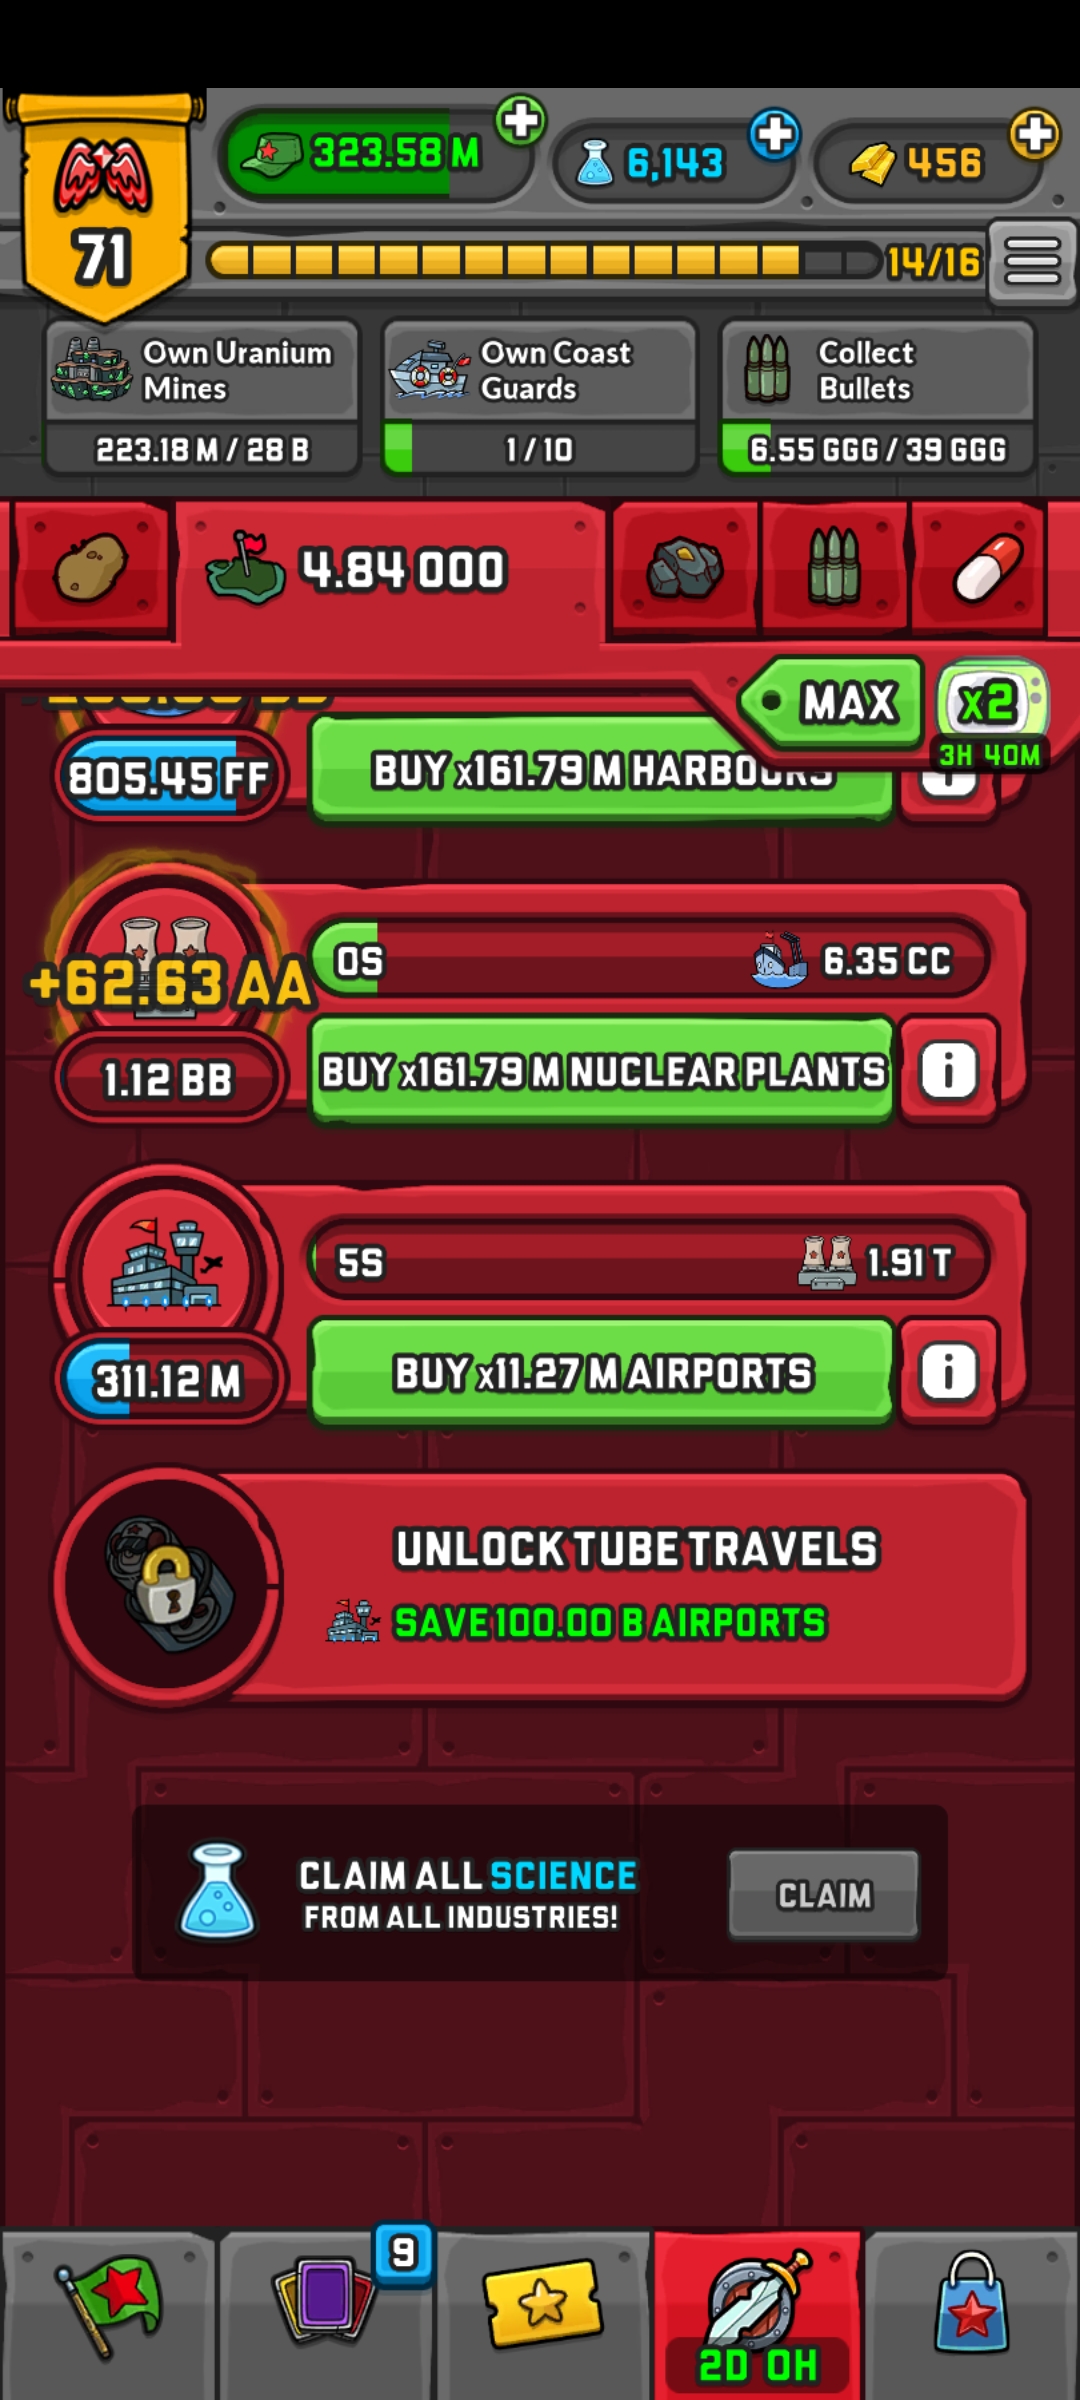 323.58 M
6,143
456
71
14/16
Own Uranium
Mines
Own Coast
Guards
Collect
Bullets
223.18 M / 28 B
1 / 10
6.55 GGG / 39 GGG
4.84 OOO
MAX
x2
3H 40M
805.45 FF
BUY x161.79 M HARBOURS
+62.63 AA
0S
6.35 CC
1.12 BB
BUY x161.79 M NUCLEAR PLANTS
i
5S
1.91 T
311.12 M
BUY x11.27 M AIRPORTS
i
UNLOCK TUBE TRAVELS
SAVE 100.00 B AIRPORTS
CLAIM ALL SCIENCE
FROM ALL INDUSTRIES!
CLAIM
9
2D 0H